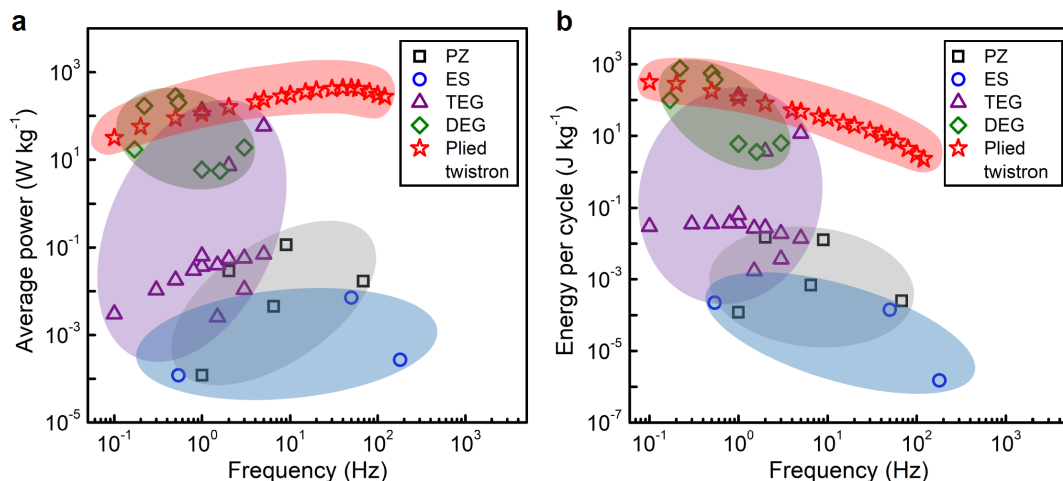 a
Average power (W kg⁻¹)
10³
10¹
10⁻¹
10⁻³
10⁻⁵
10⁻¹ 10⁰ 10¹ 10² 10³
Frequency (Hz)
PZ
ES
TEG
DEG
Plied
twistron
b
Energy per cycle (J kg⁻¹)
10³
10¹
10⁻¹
10⁻³
10⁻⁵
10⁻⁷
10⁻¹ 10⁰ 10¹ 10² 10³
Frequency (Hz)
PZ
ES
TEG
DEG
Plied
twistron